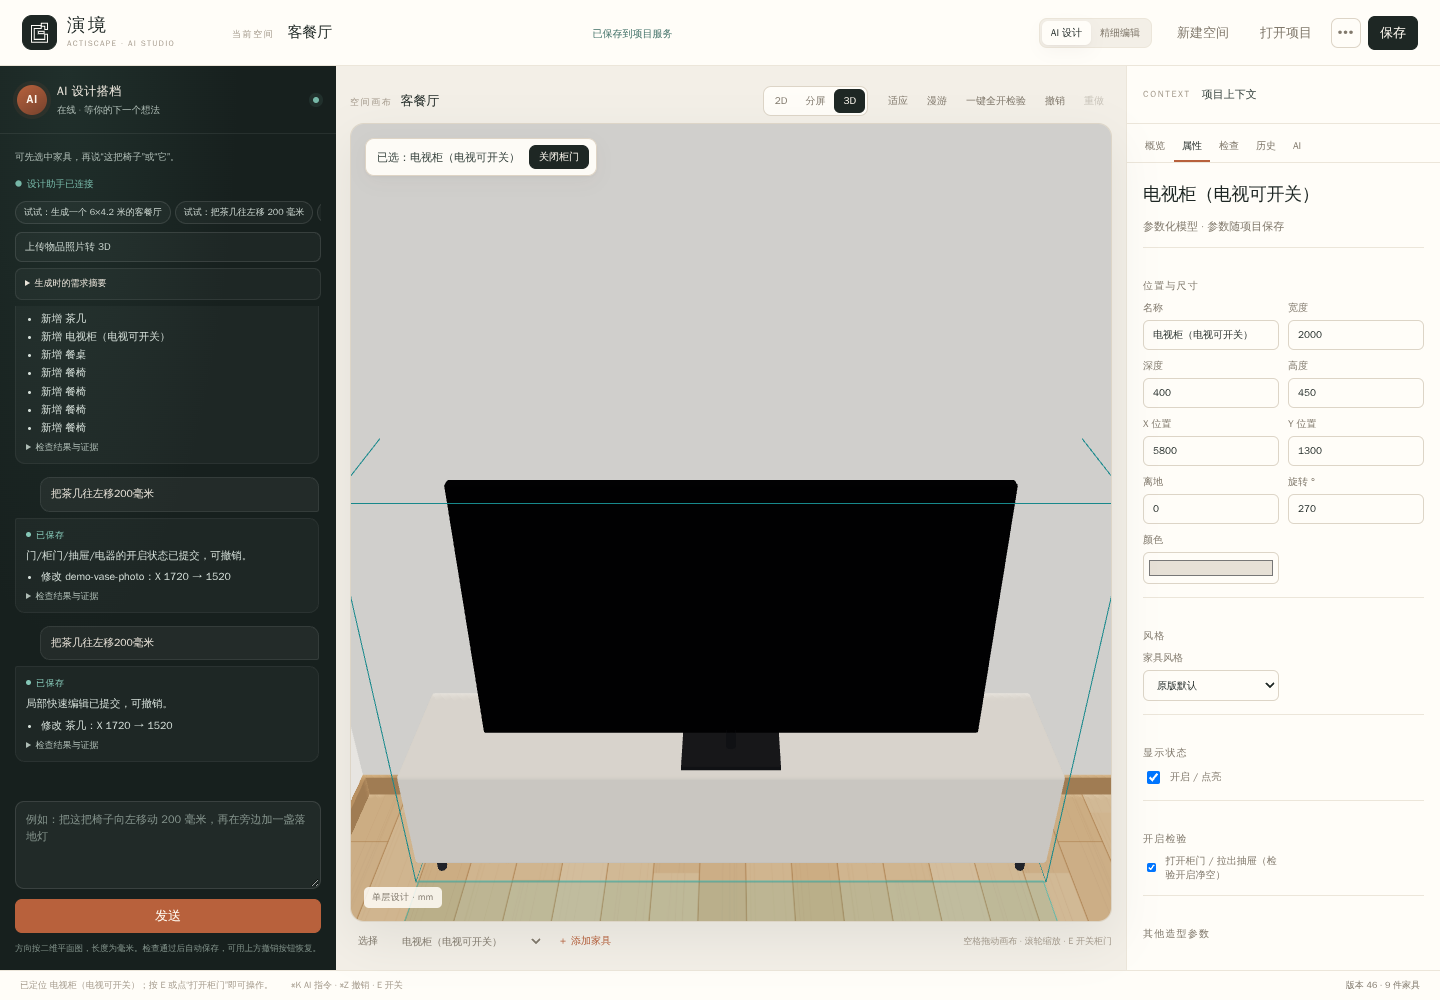 演境
ACTISCAPE · AI STUDIO
当前空间 客餐厅
已保存到项目服务
AI 设计 精细编辑 新建空间 打开项目 ••• 保存
AI
AI 设计搭档
在线 · 等你的下一个想法
可先选中家具，再说“这把椅子”或“它”。
设计助手已连接
试试：生成一个 6×4.2 米的客餐厅 试试：把茶几往左移 200 毫米
上传物品照片转 3D
生成时的需求摘要
新增 茶几
新增 电视柜（电视可开关）
新增 餐桌
新增 餐椅
新增 餐椅
新增 餐椅
新增 餐椅
检查结果与证据
把茶几往左移200毫米
已保存
门/柜门/抽屉/电器的开启状态已提交，可撤销。
修改 demo-vase-photo：X 1720 → 1520
检查结果与证据
把茶几往左移200毫米
已保存
局部快速编辑已提交，可撤销。
修改 茶几：X 1720 → 1520
检查结果与证据
例如：把这把椅子向左移动 200 毫米，再在旁边加一盏落地灯
发送
方向按二维平面图，长度为毫米。检查通过后自动保存，可用上方撤销按钮恢复。
空间画布 客餐厅
2D 分屏 3D 适应 漫游 一键全开检验 撤销 重做
已选：电视柜（电视可开关） 关闭柜门
单层设计 · mm
选择 电视柜（电视可开关） ＋ 添加家具
空格拖动画布 · 滚轮缩放 · E 开关柜门
CONTEXT 项目上下文
概览 属性 检查 历史 AI
电视柜（电视可开关）
参数化模型 · 参数随项目保存
位置与尺寸
名称 宽度
电视柜（电视可开关） 2000
深度 高度
400 450
X 位置 Y 位置
5800 1300
离地 旋转 °
0 270
颜色
风格
家具风格
原版默认
显示状态
开启 / 点亮
开启检验
打开柜门 / 拉出抽屉（检
验开启净空）
其他造型参数
已定位 电视柜（电视可开关）；按 E 或点“打开柜门”即可操作。 ⌘K AI 指令 · ⌘Z 撤销 · E 开关
版本 46 · 9 件家具